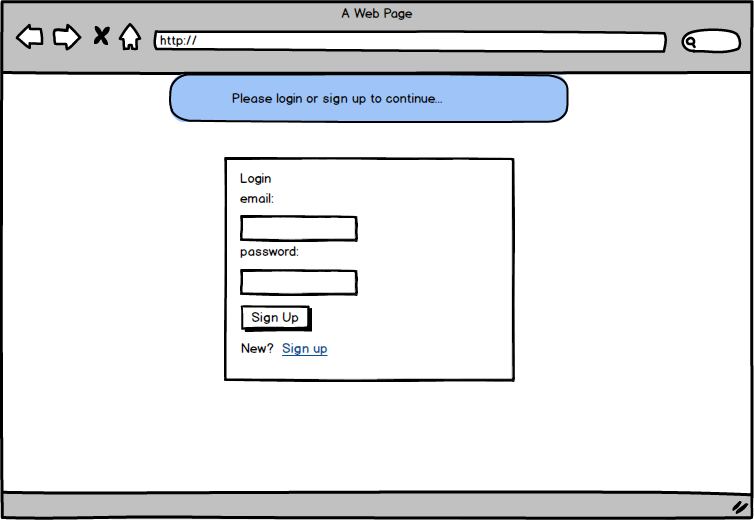 A Web Page
http://
Please login or sign up to continue...
Login
email:
password:
Sign Up
New? Sign up